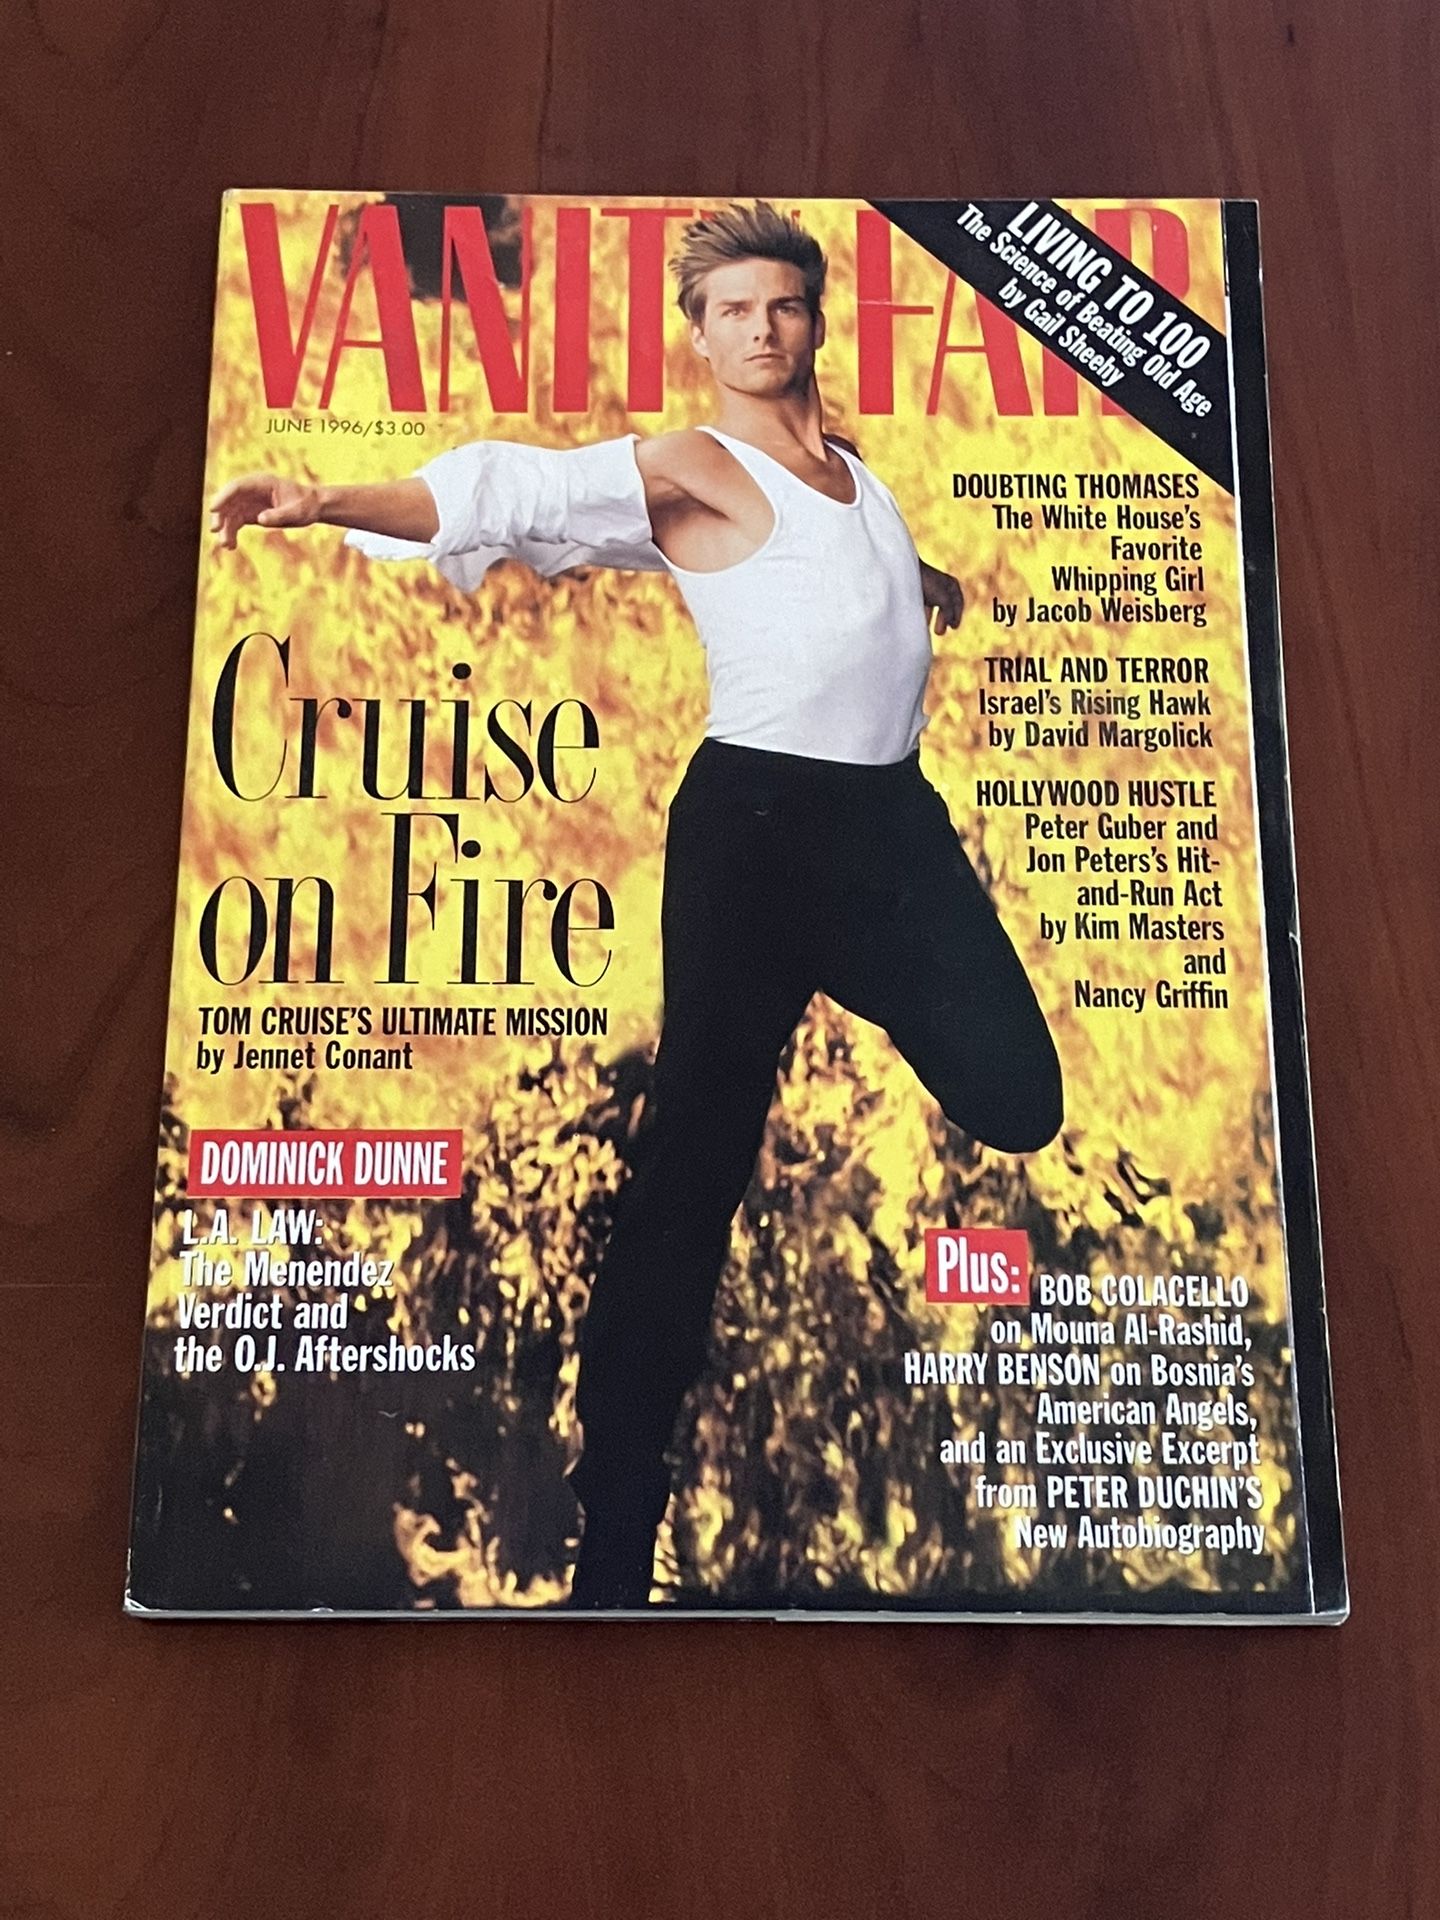 VANITY FAIR
JUNE 1996/$3.00
LIVING TO 100
The Science of Beating Old Age
by Gail Sheehy
DOUBTING THOMASES
The White House's
Favorite
Whipping Girl
by Jacob Weisberg
TRIAL AND TERROR
Israel's Rising Hawk
by David Margolick
HOLLYWOOD HUSTLE
Peter Guber and
Jon Peters's Hit-
and-Run Act
by Kim Masters
and
Nancy Griffin
Cruise
on Fire
TOM CRUISE'S ULTIMATE MISSION
by Jennet Conant
DOMINICK DUNNE
L.A. LAW:
The Menendez
Verdict and
the O.J. Aftershocks
Plus: BOB COLACELLO
on Mouna Al-Rashid,
HARRY BENSON on Bosnia's
American Angels,
and an Exclusive Excerpt
from PETER DUCHIN'S
New Autobiography